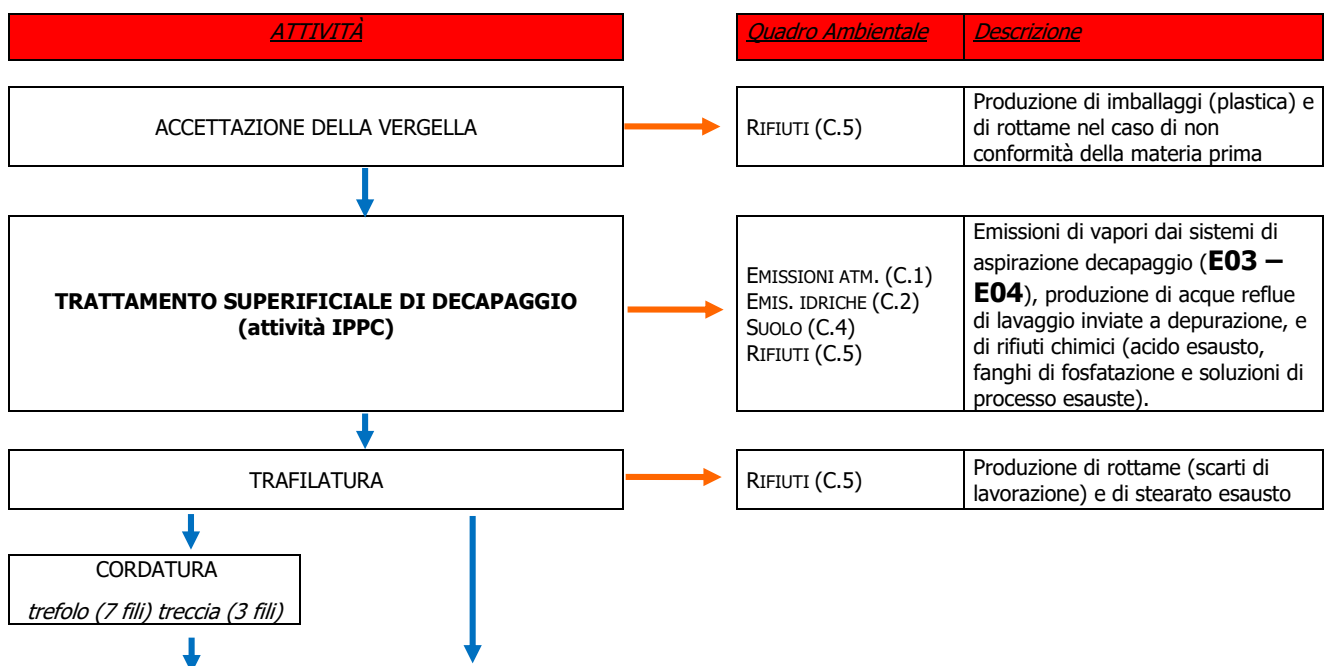 ATTIVITÀ
Quadro Ambientale
Descrizione
ACCETTAZIONE DELLA VERGELLA
RIFIUTI (C.5)
Produzione di imballaggi (plastica) e
di rottame nel caso di non
conformità della materia prima
TRATTAMENTO SUPERIFICIALE DI DECAPAGGIO
(attività IPPC)
EMISSIONI ATM. (C.1)
EMIS. IDRICHE (C.2)
SUOLO (C.4)
RIFIUTI (C.5)
Emissioni di vapori dai sistemi di
aspirazione decapaggio (E03 –
E04), produzione di acque reflue
di lavaggio inviate a depurazione, e
di rifiuti chimici (acido esausto,
fanghi di fosfatazione e soluzioni di
processo esauste).
TRAFILATURA
RIFIUTI (C.5)
Produzione di rottame (scarti di
lavorazione) e di stearato esausto
CORDATURA
trefolo (7 fili) treccia (3 fili)